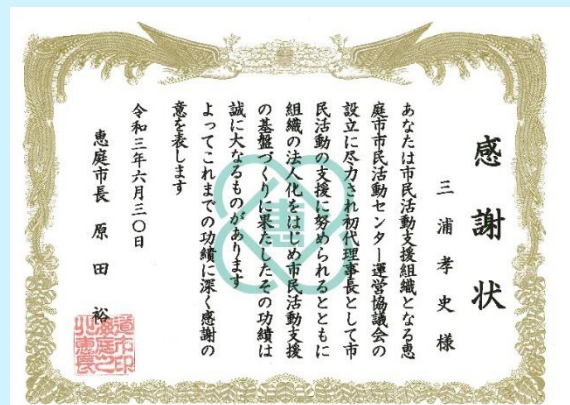 感謝状
三浦孝史様
あなたは市民活動支援組織となる恵
庭市市民活動センター運営協議会の
設立に尽力され初代理事長として市
民活動の支援に努められるとともに
組織の法人化をはじめ市民活動支援
の基盤づくりに果たしたその功績は
誠に大なるものがあります
よってこれまでの功績に深く感謝の
意を表します
令和三年六月三〇日
恵庭市長 原田 裕